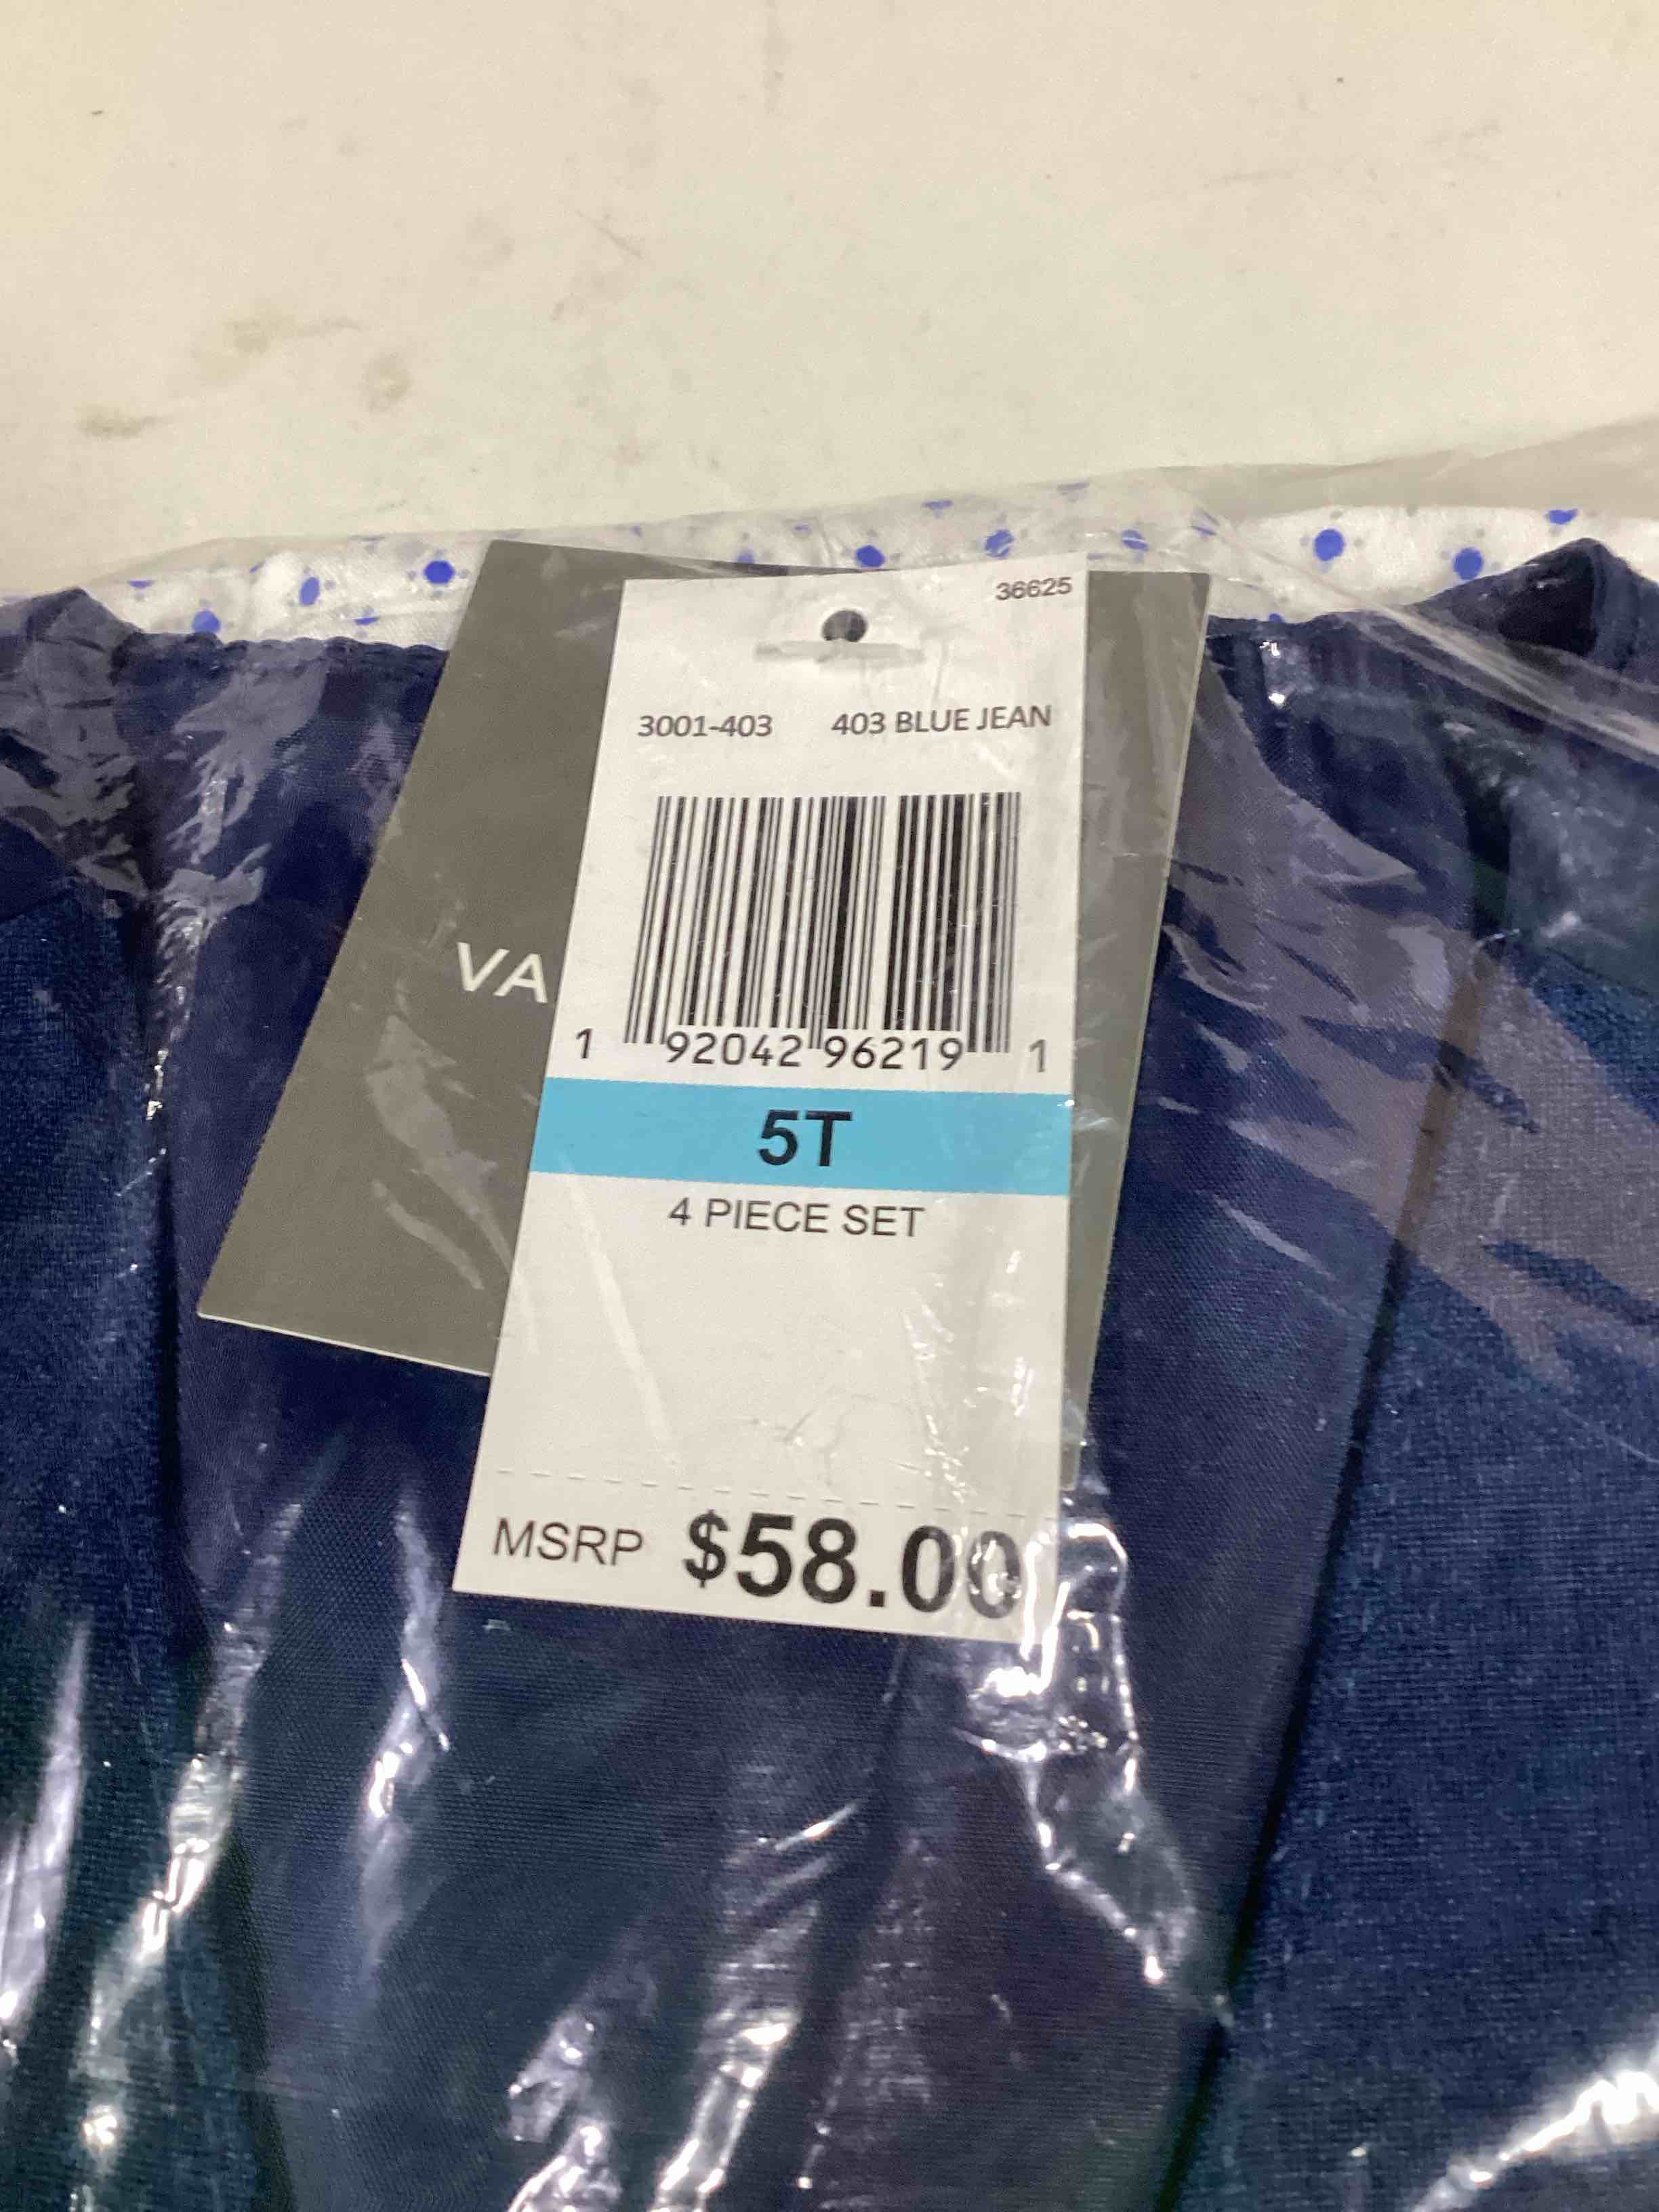 36625
3001-403 403 BLUE JEAN
VA
1 92042 96219 1
5T
4 PIECE SET
MSRP $58.00